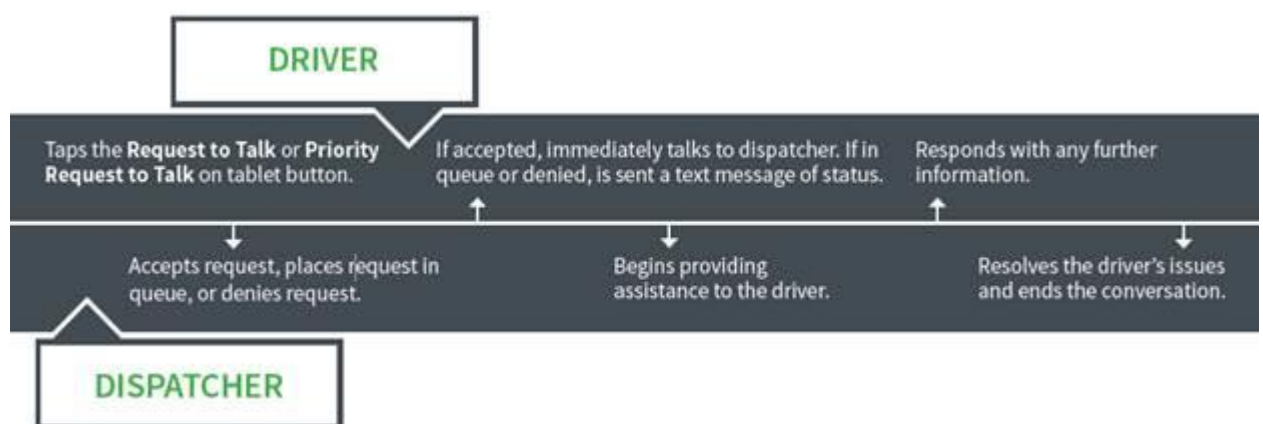 DRIVER
Taps the Request to Talk or Priority
Request to Talk on tablet button.
If accepted, immediately talks to dispatcher. If in
queue or denied, is sent a text message of status.
Responds with any further
information.
Accepts request, places request in
queue, or denies request.
Begins providing
assistance to the driver.
Resolves the driver's issues
and ends the conversation.
DISPATCHER